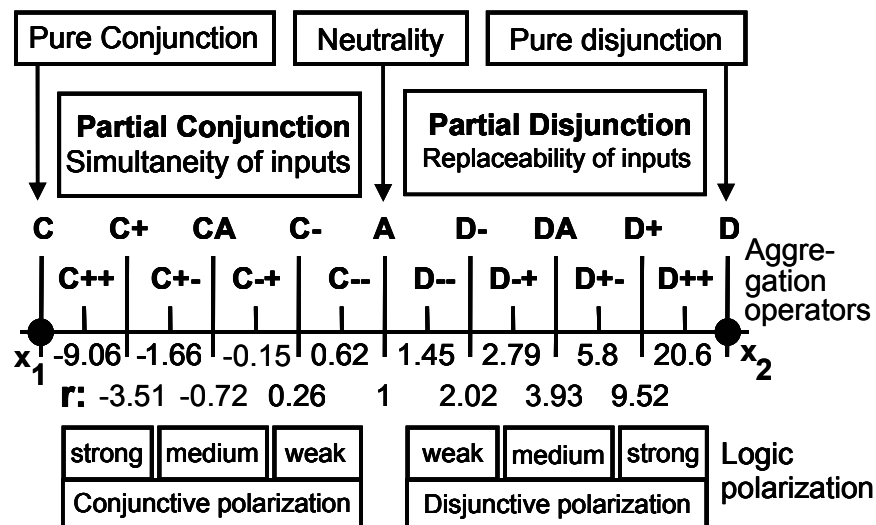 Pure Conjunction Neutrality Pure disjunction
Partial Conjunction
Simultaneity of inputs
Partial Disjunction
Replaceability of inputs
C C+ CA C- A D- DA D+ D
C++ C+- C-+ C-- D-- D-+ D+- D++
Aggre-
gation
operators
x1 -9.06 -1.66 -0.15 0.62 1.45 2.79 5.8 20.6 x2
r: -3.51 -0.72 0.26 1 2.02 3.93 9.52
strong medium weak weak medium strong
Conjunctive polarization Disjunctive polarization
Logic
polarization